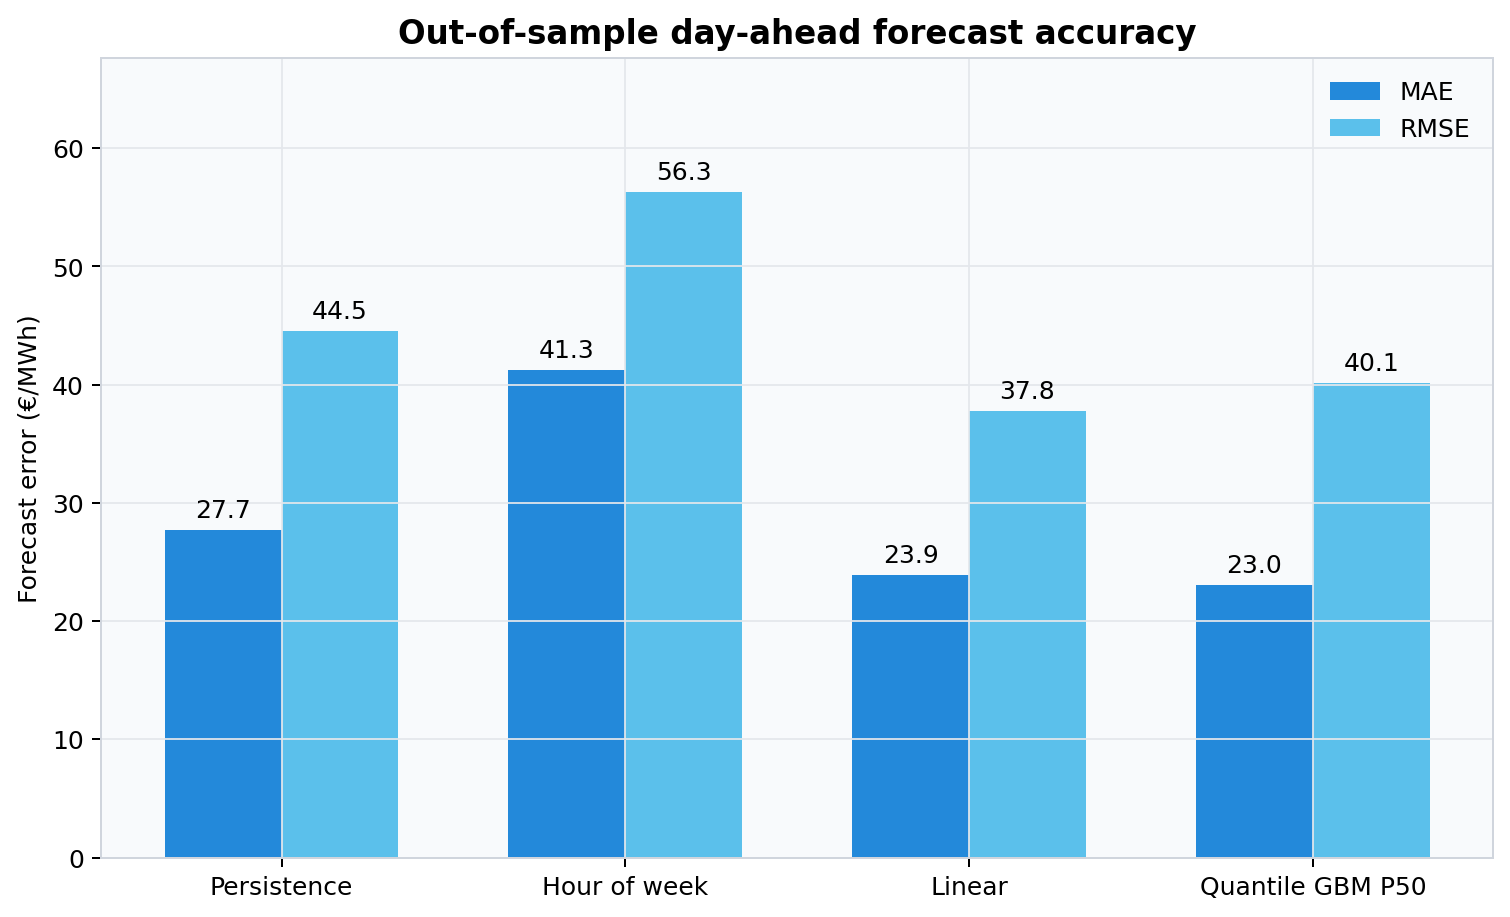 Out-of-sample day-ahead forecast accuracy
MAE
RMSE
Forecast error (€/MWh)
60
50
40
30
20
10
0
27.7
44.5
41.3
56.3
23.9
37.8
23.0
40.1
Persistence
Hour of week
Linear
Quantile GBM P50